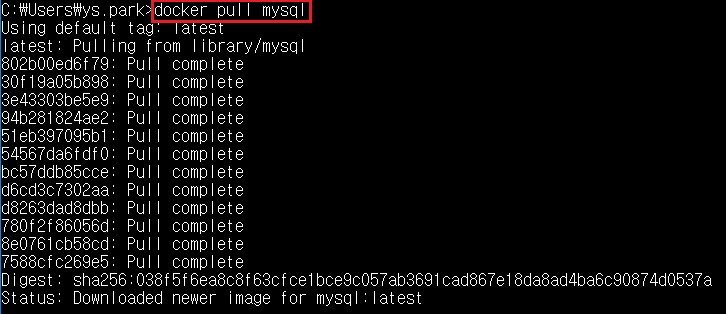 C:₩Users₩ys.park>docker pull mysql
Using default tag: latest
latest: Pulling from library/mysql
802b00ed6f79: Pull complete
30f19a05b898: Pull complete
3e43303be5e9: Pull complete
94b281824ae2: Pull complete
51eb397095b1: Pull complete
54567da6fdf0: Pull complete
bc57ddb85cce: Pull complete
d6cd3c7302aa: Pull complete
d8263dad8dbb: Pull complete
780f2f86056d: Pull complete
8e0761cb58cd: Pull complete
7588cfc269e5: Pull complete
Digest: sha256:038f5f6ea8c8f63cfce1bce9c057ab3691cad867e18da8ad4ba6c90874d0537a
Status: Downloaded newer image for mysql:latest